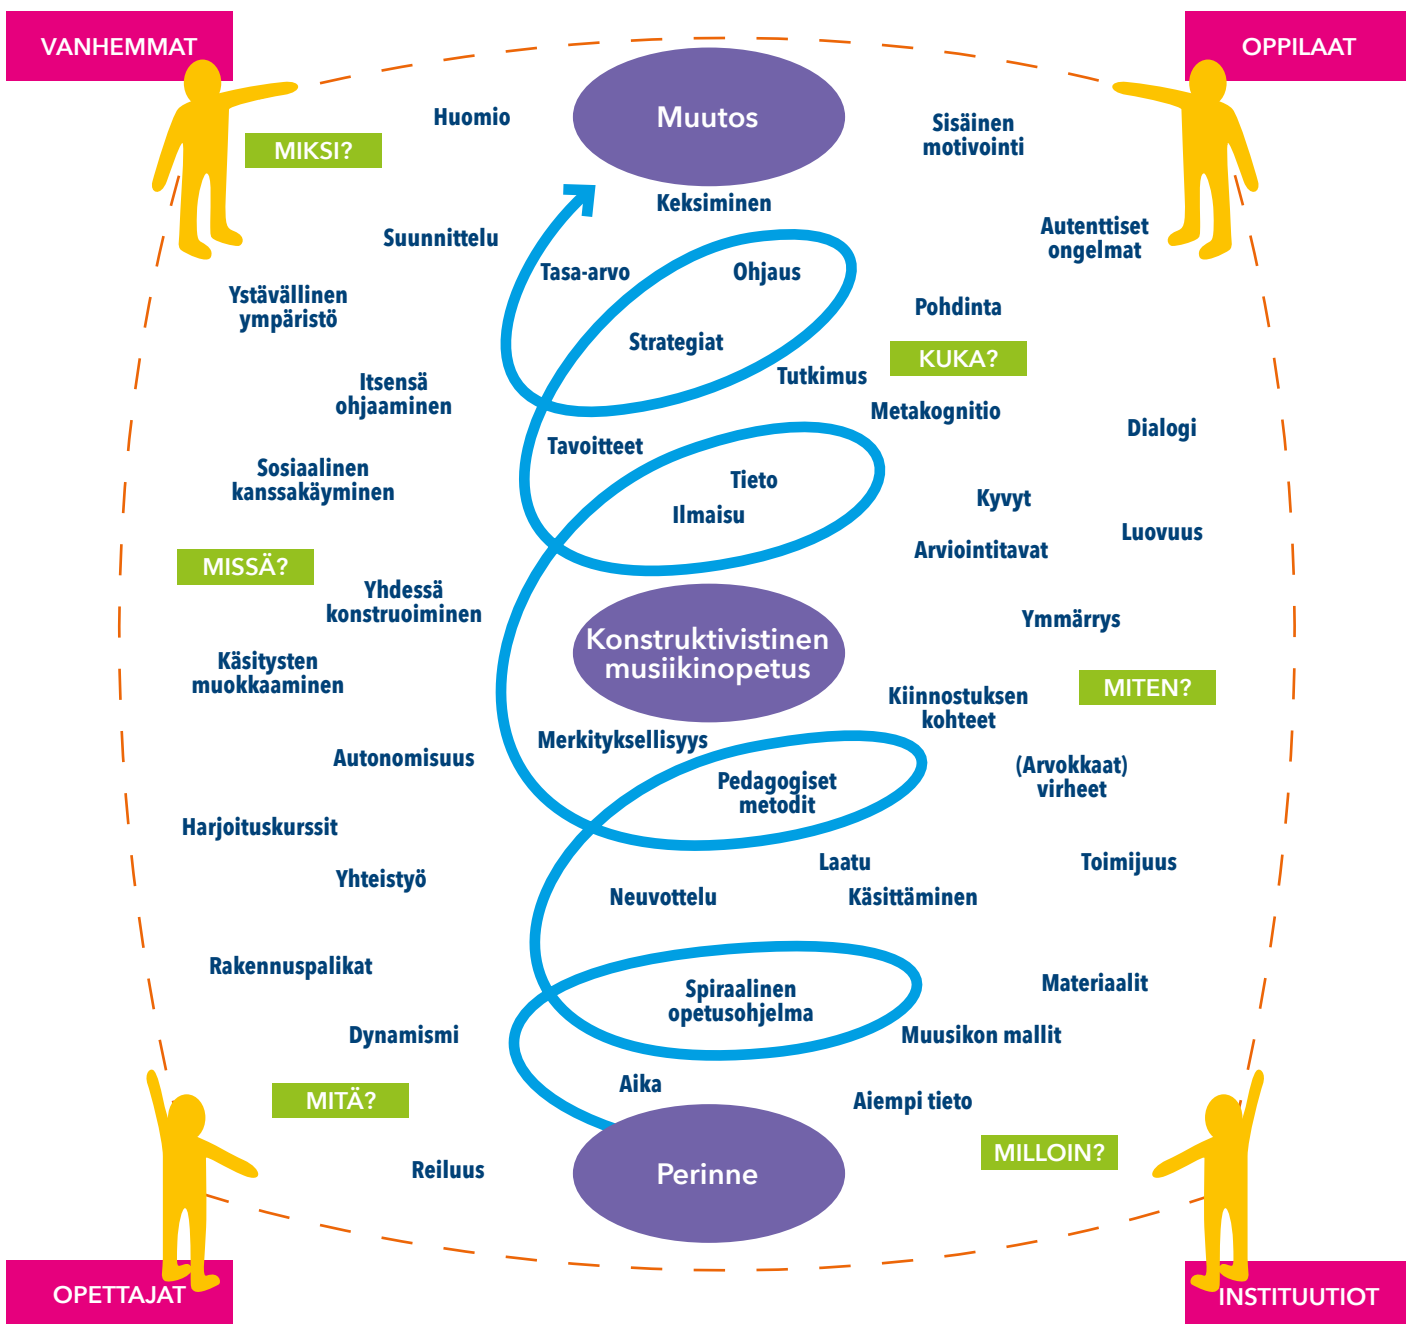 VANHEMMAT
OPPILAAT
Huomio
Muutos
Sisäinen
motivointi
MIKSI?
Keksiminen
Suunnittelu
Autenttiset
ongelmat
Tasa-arvo
Ohjaus
Ystävällinen
ympäristö
Pohdinta
Strategiat
KUKA?
Tutkimus
Itsensä
ohjaaminen
Metakognitio
Dialogi
Tavoitteet
Sosiaalinen
kanssakäyminen
Tieto
Kyvyt
Ilmaisu
Luovuus
Arviointitavat
MISSÄ?
Yhdessä
konstruoiminen
Ymmärrys
Konstruktivistinen
musiikinopetus
Käsitysten
muokkaaminen
MITEN?
Kiinnostuksen
kohteet
Merkityksellisyys
Autonomisuus
(Arvokkaat)
virheet
Pedagogiset
metodit
Harjoituskurssit
Laatu
Toimijuus
Yhteistyö
Neuvottelu
Käsittäminen
Rakennuspalikat
Materiaalit
Spiraalinen
opetusohjelma
Dynamismi
Muusikon mallit
Aika
MITÄ?
Aiempi tieto
MILLOIN?
Reiluus
Perinne
OPETTAJAT
INSTITUUTIOT